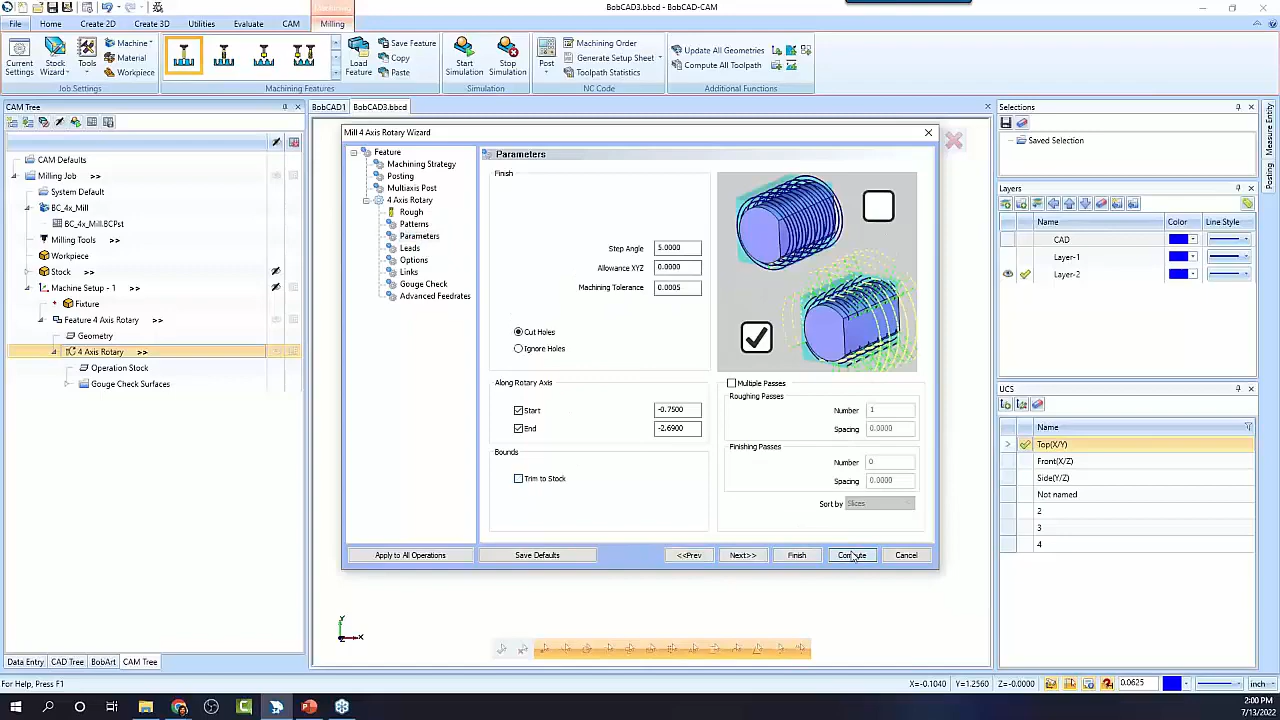 BobCAD3.bbcd - BobCAD-CAM
File Home Create 2D Create 3D Utilities Evaluate CAM Milling
Current Settings
Stock Wizard
Tools
Machine
Material
Workpiece
Job Settings
Load Feature
Save Feature
Copy
Paste
Machining Features
Start Simulation
Stop Simulation
Simulation
Post
Machining Order
Generate Setup Sheet
Toolpath Statistics
NC Code
Update All Geometries
Compute All Toolpath
Additional Functions
CAM Tree
CAM Defaults
Milling Job >>
System Default
BC_4x_Mill
BC_4x_Mill.BCPst
Milling Tools >>
Workpiece
Stock >>
Machine Setup - 1 >>
Fixture
Feature 4 Axis Rotary >>
Geometry
4 Axis Rotary >>
Operation Stock
Gouge Check Surfaces
Data Entry CAD Tree BobArt CAM Tree
BobCAD1 BobCAD3.bbcd
Mill 4 Axis Rotary Wizard
Feature
Machining Strategy
Posting
Multiaxis Post
4 Axis Rotary
Rough
Patterns
Parameters
Leads
Options
Links
Gouge Check
Advanced Feedrates
Parameters
Finish
Step Angle 5.0000
Allowance XYZ 0.0000
Machining Tolerance 0.0005
Cut Holes
Ignore Holes
Along Rotary Axis
Start -0.7500
End -2.6900
Bounds
Trim to Stock
Multiple Passes
Roughing Passes
Number 1
Spacing 0.0000
Finishing Passes
Number 0
Spacing 0.0000
Sort by Slices
Apply to All Operations Save Defaults <<Prev Next>> Finish Compute Cancel
Y
X
Selections
Saved Selection
Layers
Name Color Line Style
CAD
Layer-1
Layer-2
UCS
Name
Top(X/Y)
Front(X/Z)
Side(Y/Z)
Not named
2
3
4
Measure Entity
Posting
For Help, Press F1
X=-0.1040 Y=1.2560 Z=-0.0000 0.0625 inch
2:00 PM
7/13/2022